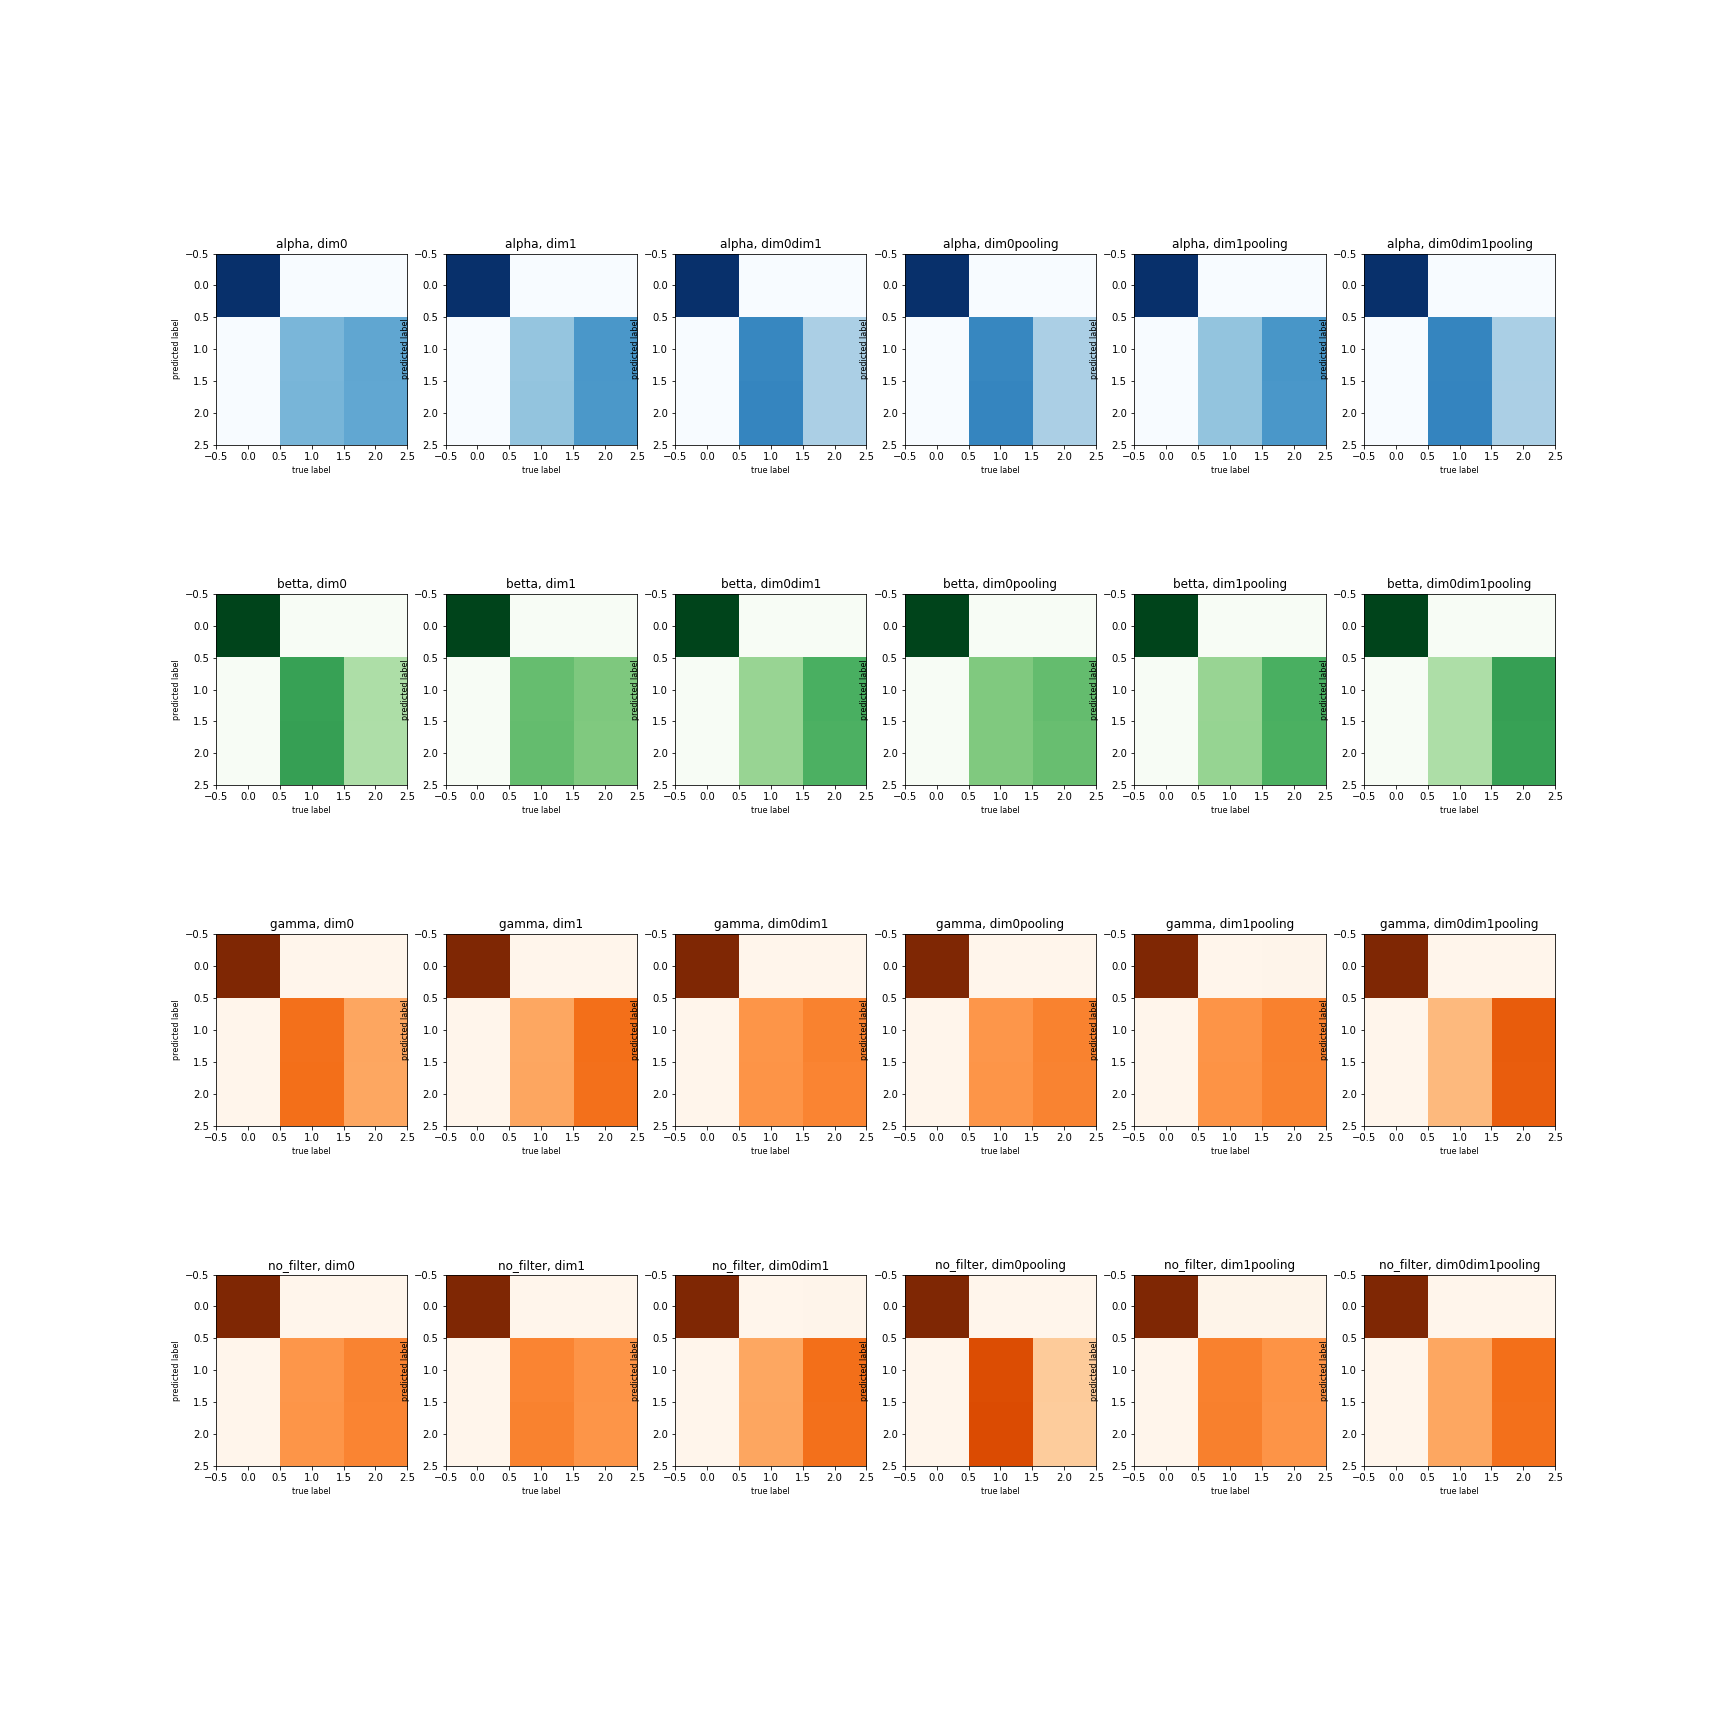 alpha, dim0 alpha, dim1 alpha, dim0dim1 alpha, dim0pooling alpha, dim1pooling alpha, dim0dim1pooling
−0.5 −0.5 −0.5 −0.5 −0.5 −0.5
0.0 0.0 0.0 0.0 0.0 0.0
0.5 0.5 0.5 0.5 0.5 0.5
1.0 1.0 1.0 1.0 1.0 1.0
predicted label predicted label predicted label predicted label predicted label predicted label
1.5 1.5 1.5 1.5 1.5 1.5
2.0 2.0 2.0 2.0 2.0 2.0
2.5 2.5 2.5 2.5 2.5 2.5
−0.5 0.0 0.5 1.0 1.5 2.0 2.5 −0.5 0.0 0.5 1.0 1.5 2.0 2.5 −0.5 0.0 0.5 1.0 1.5 2.0 2.5 −0.5 0.0 0.5 1.0 1.5 2.0 2.5 −0.5 0.0 0.5 1.0 1.5 2.0 2.5 −0.5 0.0 0.5 1.0 1.5 2.0 2.5
true label true label true label true label true label true label
betta, dim0 betta, dim1 betta, dim0dim1 betta, dim0pooling betta, dim1pooling betta, dim0dim1pooling
−0.5 −0.5 −0.5 −0.5 −0.5 −0.5
0.0 0.0 0.0 0.0 0.0 0.0
0.5 0.5 0.5 0.5 0.5 0.5
1.0 1.0 1.0 1.0 1.0 1.0
predicted label predicted label predicted label predicted label predicted label predicted label
1.5 1.5 1.5 1.5 1.5 1.5
2.0 2.0 2.0 2.0 2.0 2.0
2.5 2.5 2.5 2.5 2.5 2.5
−0.5 0.0 0.5 1.0 1.5 2.0 2.5 −0.5 0.0 0.5 1.0 1.5 2.0 2.5 −0.5 0.0 0.5 1.0 1.5 2.0 2.5 −0.5 0.0 0.5 1.0 1.5 2.0 2.5 −0.5 0.0 0.5 1.0 1.5 2.0 2.5 −0.5 0.0 0.5 1.0 1.5 2.0 2.5
true label true label true label true label true label true label
gamma, dim0 gamma, dim1 gamma, dim0dim1 gamma, dim0pooling gamma, dim1pooling gamma, dim0dim1pooling
−0.5 −0.5 −0.5 −0.5 −0.5 −0.5
0.0 0.0 0.0 0.0 0.0 0.0
0.5 0.5 0.5 0.5 0.5 0.5
1.0 1.0 1.0 1.0 1.0 1.0
predicted label predicted label predicted label predicted label predicted label predicted label
1.5 1.5 1.5 1.5 1.5 1.5
2.0 2.0 2.0 2.0 2.0 2.0
2.5 2.5 2.5 2.5 2.5 2.5
−0.5 0.0 0.5 1.0 1.5 2.0 2.5 −0.5 0.0 0.5 1.0 1.5 2.0 2.5 −0.5 0.0 0.5 1.0 1.5 2.0 2.5 −0.5 0.0 0.5 1.0 1.5 2.0 2.5 −0.5 0.0 0.5 1.0 1.5 2.0 2.5 −0.5 0.0 0.5 1.0 1.5 2.0 2.5
true label true label true label true label true label true label
no_filter, dim0 no_filter, dim1 no_filter, dim0dim1 no_filter, dim0pooling no_filter, dim1pooling no_filter, dim0dim1pooling
−0.5 −0.5 −0.5 −0.5 −0.5 −0.5
0.0 0.0 0.0 0.0 0.0 0.0
0.5 0.5 0.5 0.5 0.5 0.5
1.0 1.0 1.0 1.0 1.0 1.0
predicted label predicted label predicted label predicted label predicted label predicted label
1.5 1.5 1.5 1.5 1.5 1.5
2.0 2.0 2.0 2.0 2.0 2.0
2.5 2.5 2.5 2.5 2.5 2.5
−0.5 0.0 0.5 1.0 1.5 2.0 2.5 −0.5 0.0 0.5 1.0 1.5 2.0 2.5 −0.5 0.0 0.5 1.0 1.5 2.0 2.5 −0.5 0.0 0.5 1.0 1.5 2.0 2.5 −0.5 0.0 0.5 1.0 1.5 2.0 2.5 −0.5 0.0 0.5 1.0 1.5 2.0 2.5
true label true label true label true label true label true label